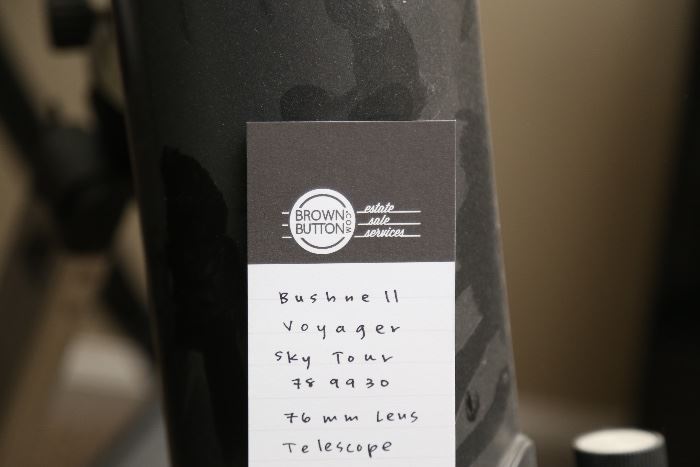 BROWN
BUTTON
.COM
estate
sale
services
Bushnell
Voyager
Sky Tour
78 9930
76 mm Lens
Telescope